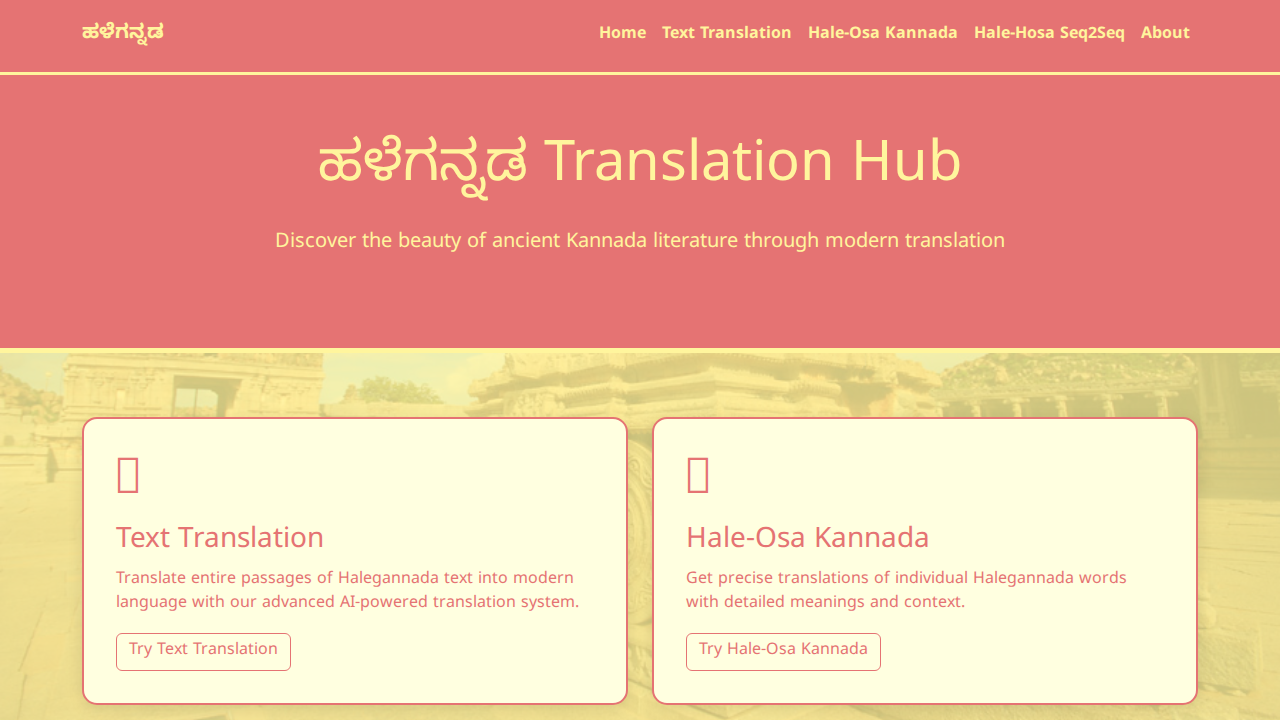 ಹಳೆಗನ್ನಡ
Home Text Translation Hale-Osa Kannada Hale-Hosa Seq2Seq About
ಹಳೆಗನ್ನಡ Translation Hub
Discover the beauty of ancient Kannada literature through modern translation
Text Translation
Translate entire passages of Halegannada text into modern
language with our advanced AI-powered translation system.
Try Text Translation
Hale-Osa Kannada
Get precise translations of individual Halegannada words
with detailed meanings and context.
Try Hale-Osa Kannada